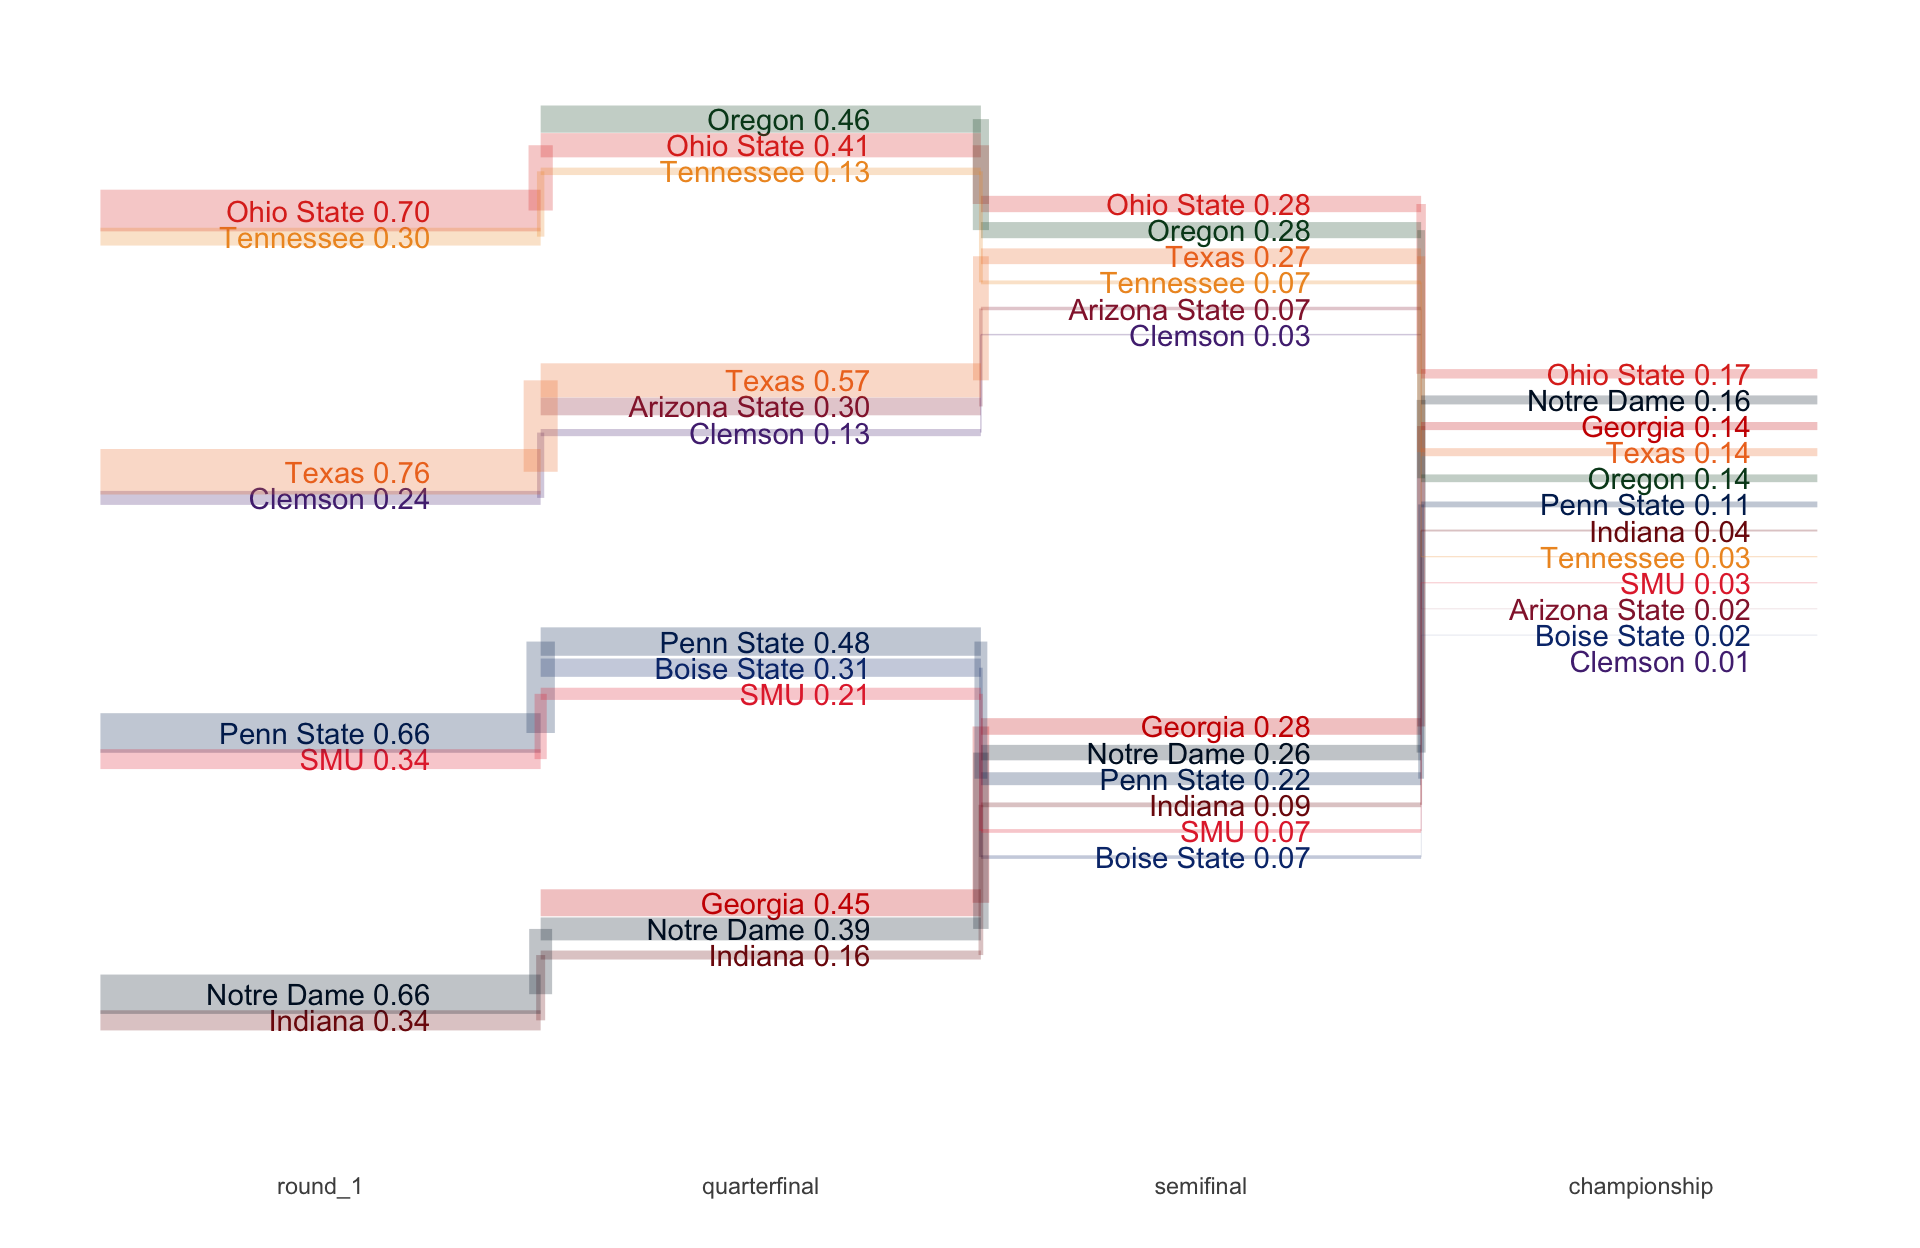 Ohio State 0.70
Tennessee 0.30
Texas 0.76
Clemson 0.24
Penn State 0.66
SMU 0.34
Notre Dame 0.66
Indiana 0.34
Oregon 0.46
Ohio State 0.41
Tennessee 0.13
Texas 0.57
Arizona State 0.30
Clemson 0.13
Penn State 0.48
Boise State 0.31
SMU 0.21
Georgia 0.45
Notre Dame 0.39
Indiana 0.16
Ohio State 0.28
Oregon 0.28
Texas 0.27
Tennessee 0.07
Arizona State 0.07
Clemson 0.03
Georgia 0.28
Notre Dame 0.26
Penn State 0.22
Indiana 0.09
SMU 0.07
Boise State 0.07
Ohio State 0.17
Notre Dame 0.16
Georgia 0.14
Texas 0.14
Oregon 0.14
Penn State 0.11
Indiana 0.04
Tennessee 0.03
SMU 0.03
Arizona State 0.02
Boise State 0.02
Clemson 0.01
round_1
quarterfinal
semifinal
championship